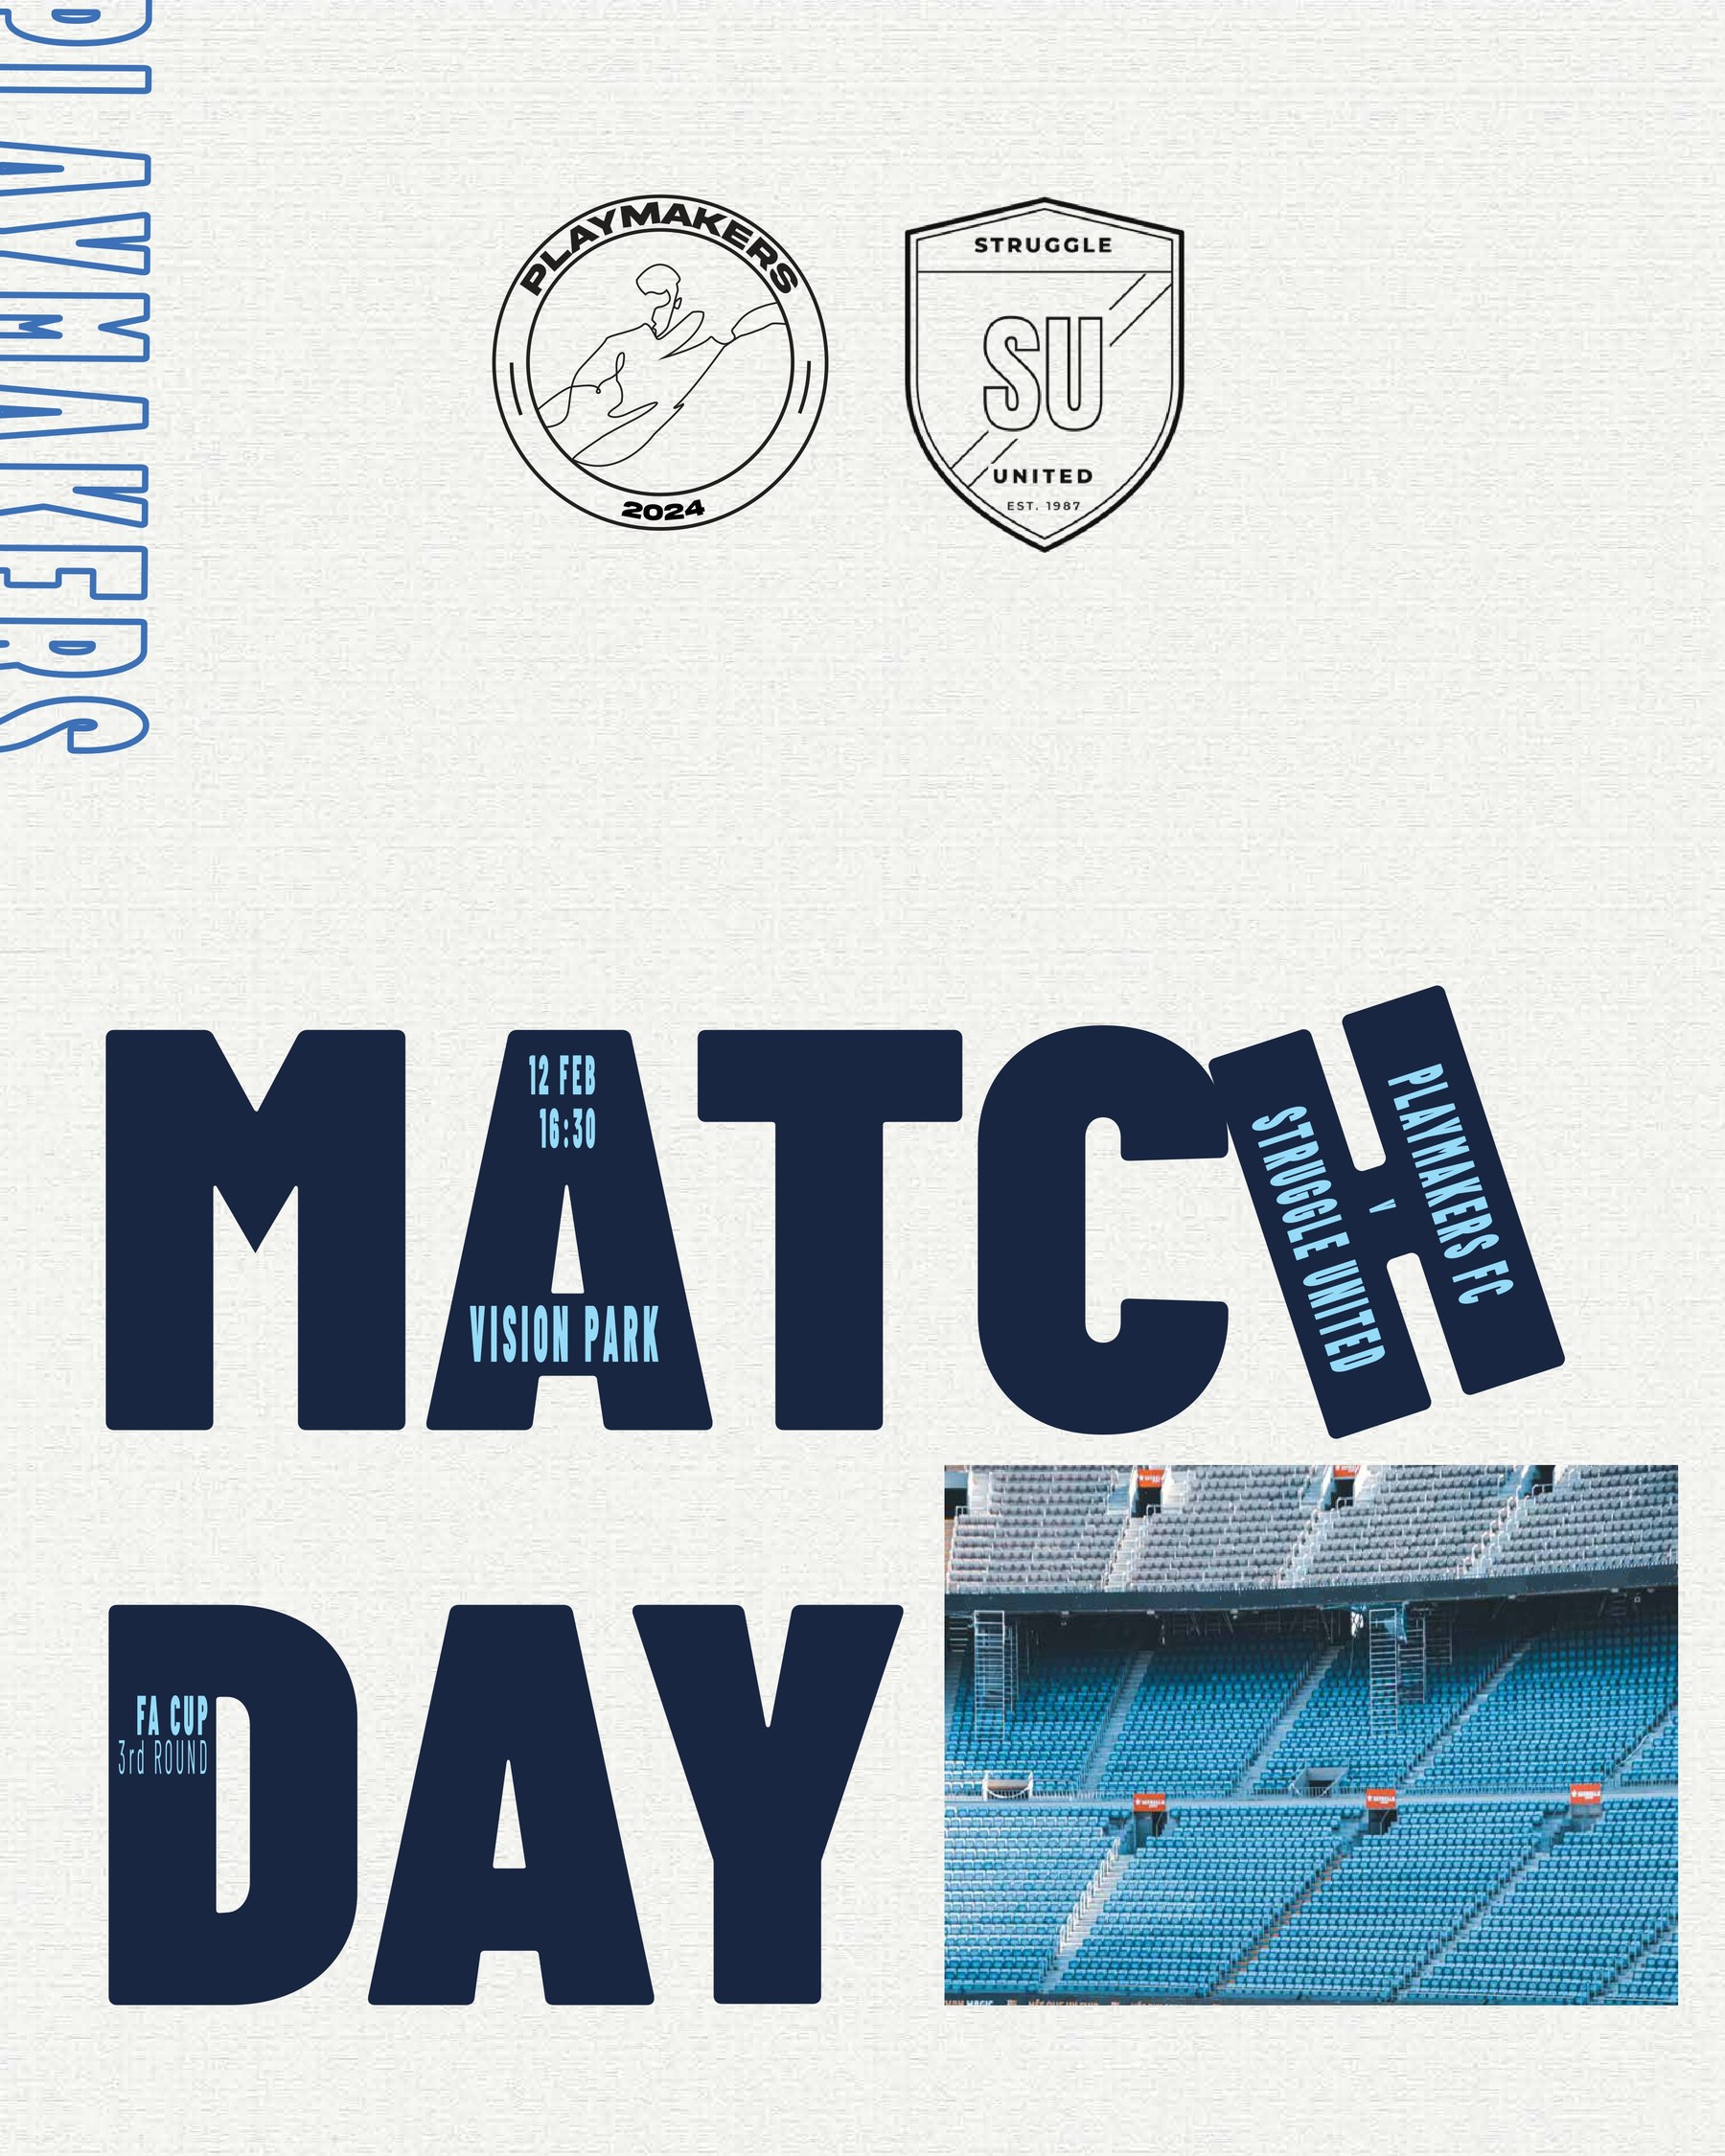 PLAYMAKERS
PLAYMAKERS
2024
STRUGGLE
SU
UNITED
EST. 1987
MATCH
12 FEB
16:30
VISION PARK
PLAYMAKERS FC
V
STRUGGLE UNITED
DAY
FA CUP
3rd ROUND